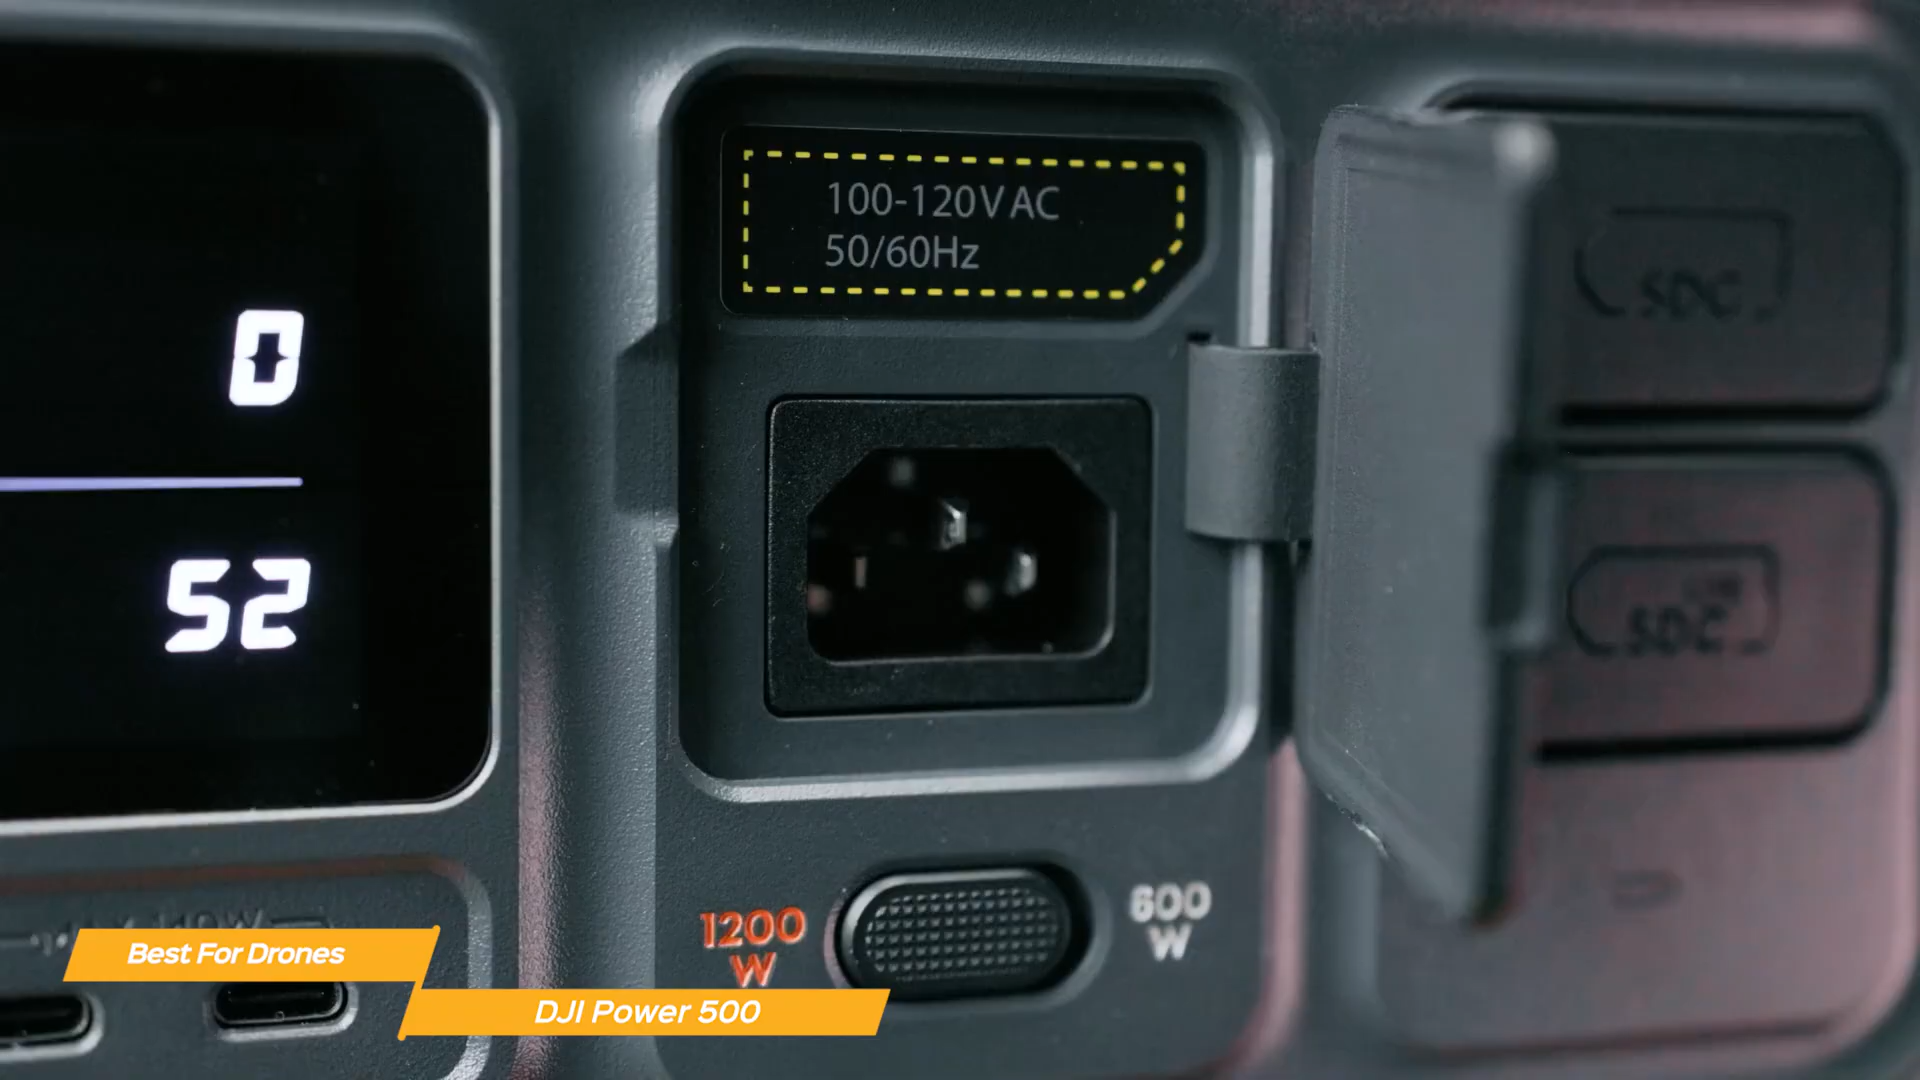 100-120V AC
50/60Hz
0
52
SDC
SDC
1200
W
600
W
Best For Drones
DJI Power 500